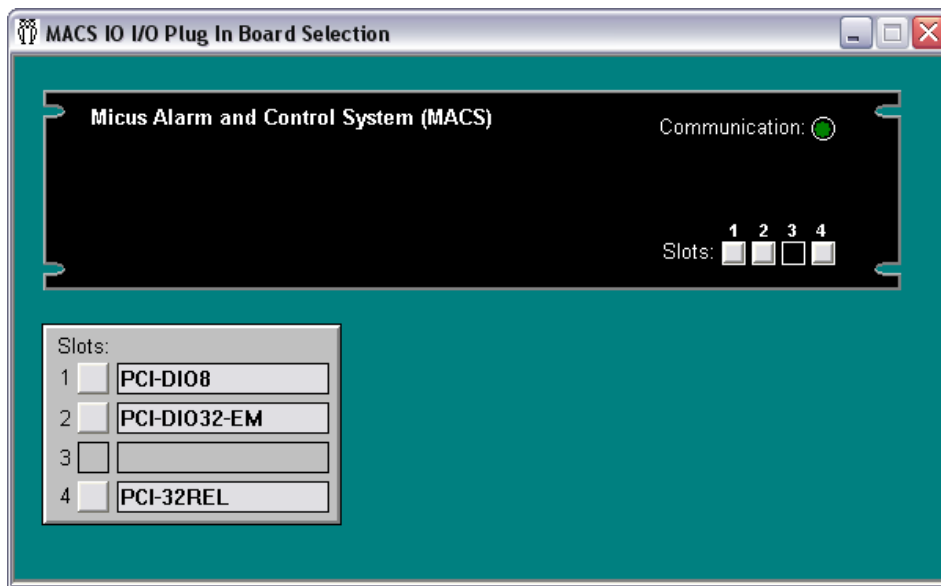 MACS IO I/O Plug In Board Selection
Micus Alarm and Control System (MACS)
Communication:
1 2 3 4
Slots:
Slots:
1 PCI-DIO8
2 PCI-DIO32-EM
3
4 PCI-32REL